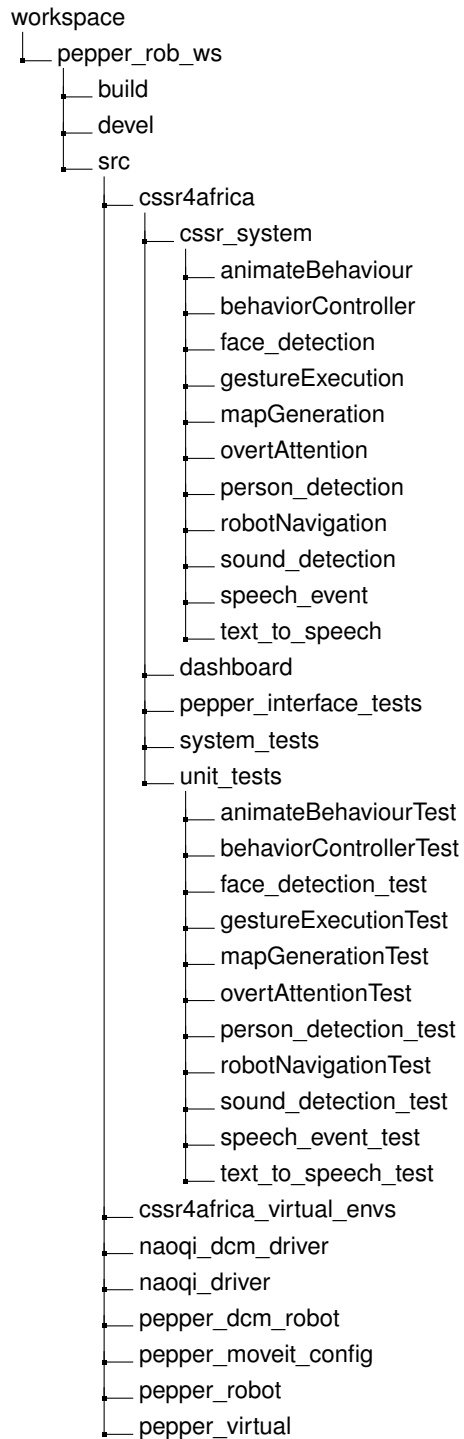 workspace
pepper_rob_ws
build
devel
src
cssr4africa
cssr_system
animateBehaviour
behaviorController
face_detection
gestureExecution
mapGeneration
overtAttention
person_detection
robotNavigation
sound_detection
speech_event
text_to_speech
dashboard
pepper_interface_tests
system_tests
unit_tests
animateBehaviourTest
behaviorControllerTest
face_detection_test
gestureExecutionTest
mapGenerationTest
overtAttentionTest
person_detection_test
robotNavigationTest
sound_detection_test
speech_event_test
text_to_speech_test
cssr4africa_virtual_envs
naoqi_dcm_driver
naoqi_driver
pepper_dcm_robot
pepper_moveit_config
pepper_robot
pepper_virtual